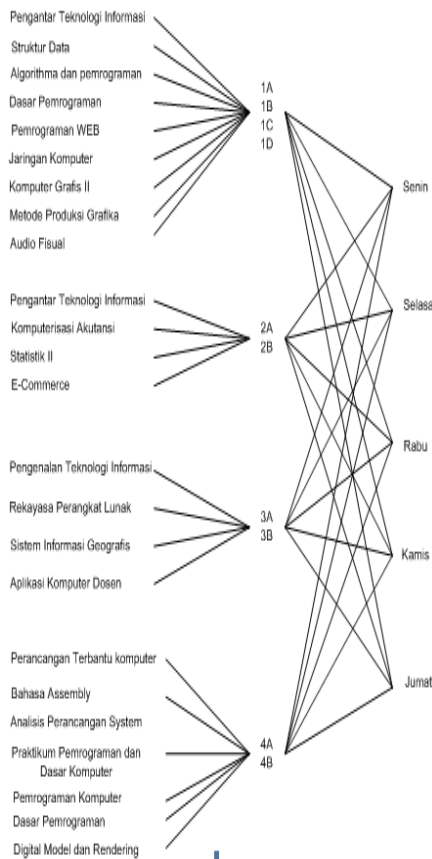 Pengantar Teknologi Informasi
Struktur Data
Algorithma dan pemrograman
Dasar Pemrograman
Pemrograman WEB
Jaringan Komputer
Komputer Grafis II
Metode Produksi Grafika
Audio Fisual
1A
1B
1C
1D
Pengantar Teknologi Informasi
Komputerisasi Akutansi
Statistik II
E-Commerce
2A
2B
Pengenalan Teknologi Informasi
Rekayasa Perangkat Lunak
Sistem Informasi Geografis
Aplikasi Komputer Dosen
3A
3B
Perancangan Terbantu komputer
Bahasa Assembly
Analisis Perancangan System
Praktikum Pemrograman dan
Dasar Komputer
Pemrograman Komputer
Dasar Pemrograman
Digital Model dan Rendering
4A
4B
Senin
Selasa
Rabu
Kamis
Jumat